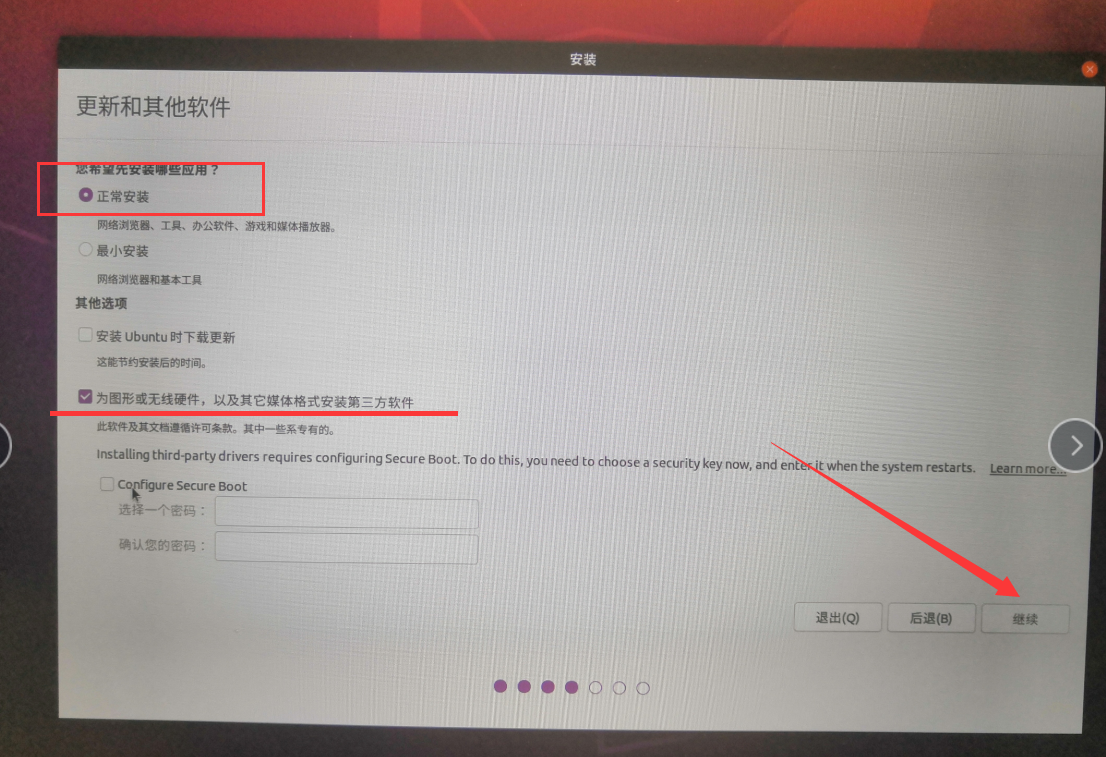 安装
更新和其他软件
您希望先安装哪些应用？
正常安装
网络浏览器、工具、办公软件、游戏和媒体播放器。
最小安装
网络浏览器和基本工具
其他选项
安装 Ubuntu 时下载更新
这能节约安装后的时间。
为图形或无线硬件，以及其它媒体格式安装第三方软件
此软件及其文档遵循许可条款。其中一些系专有的。
Installing third-party drivers requires configuring Secure Boot. To do this, you need to choose a security key now, and enter it when the system restarts. Learn more...
Configure Secure Boot
选择一个密码：
确认您的密码：
退出(Q) 后退(B) 继续